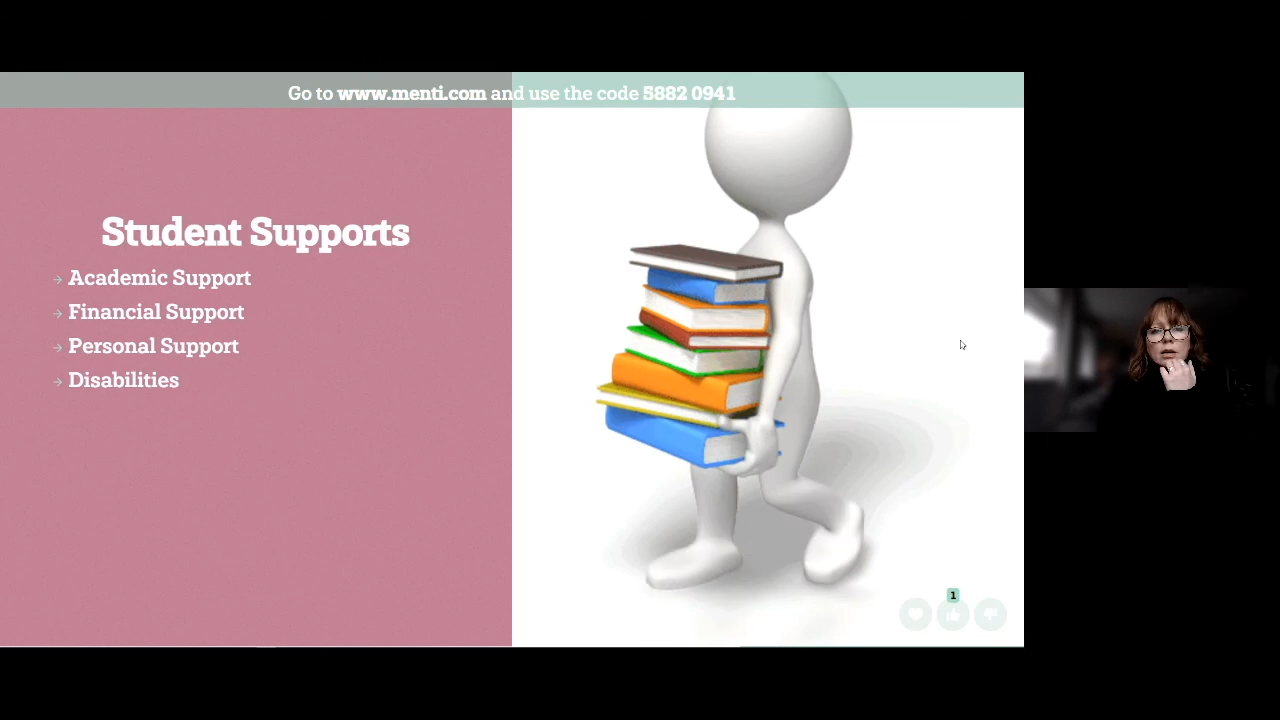 Go to www.menti.com and use the code 5882 0941
Student Supports
→ Academic Support
→ Financial Support
→ Personal Support
→ Disabilities
1